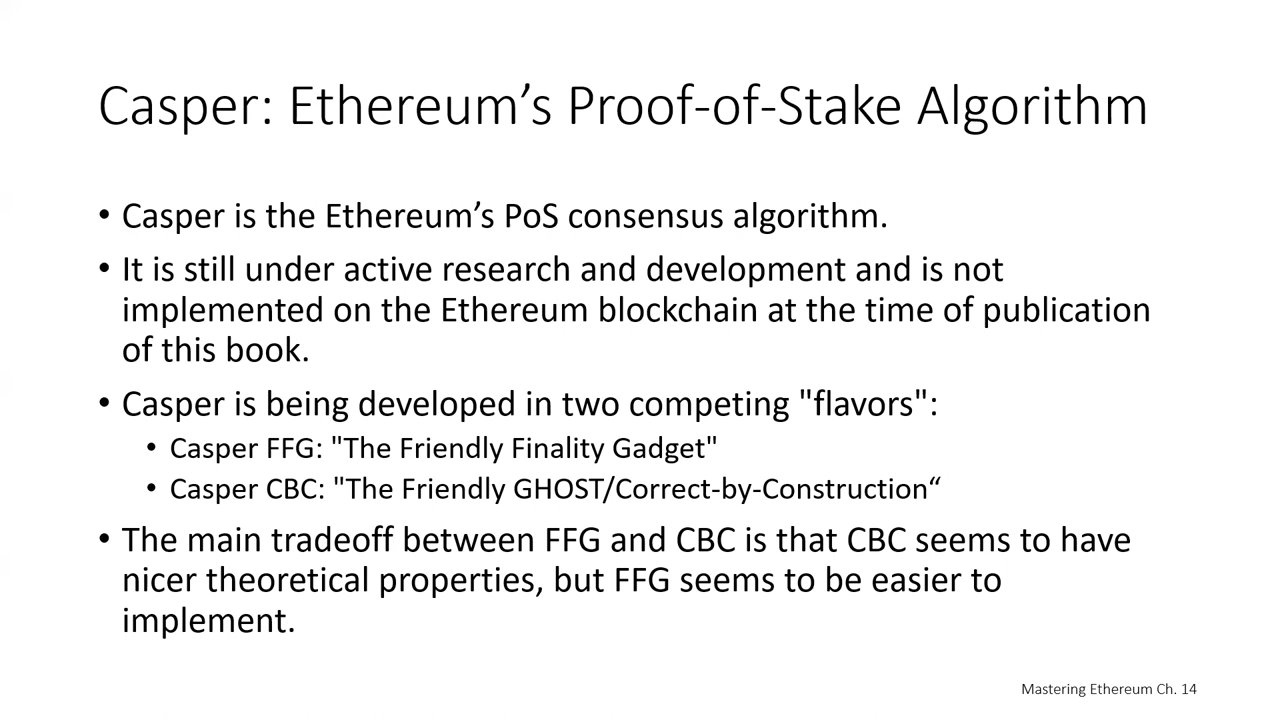 Casper: Ethereum’s Proof-of-Stake Algorithm
• Casper is the Ethereum’s PoS consensus algorithm.
• It is still under active research and development and is not
implemented on the Ethereum blockchain at the time of publication
of this book.
• Casper is being developed in two competing "flavors":
• Casper FFG: "The Friendly Finality Gadget"
• Casper CBC: "The Friendly GHOST/Correct-by-Construction“
• The main tradeoff between FFG and CBC is that CBC seems to have
nicer theoretical properties, but FFG seems to be easier to
implement.
Mastering Ethereum Ch. 14